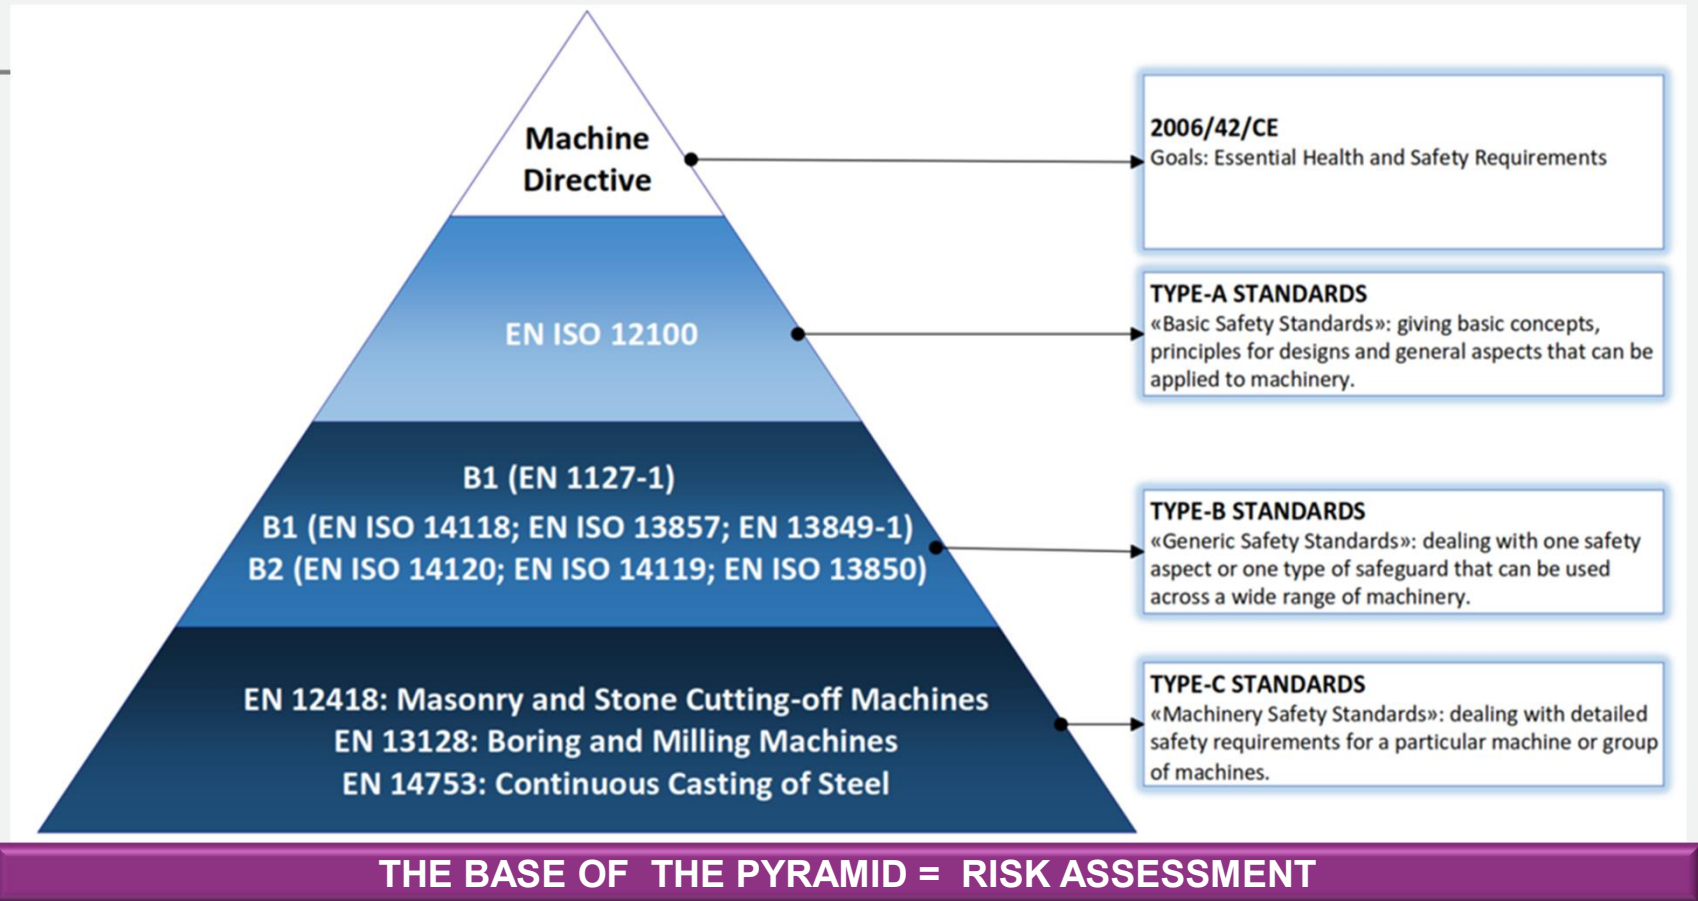 Machine
Directive
EN ISO 12100
B1 (EN 1127-1)
B1 (EN ISO 14118; EN ISO 13857; EN 13849-1)
B2 (EN ISO 14120; EN ISO 14119; EN ISO 13850)
EN 12418: Masonry and Stone Cutting-off Machines
EN 13128: Boring and Milling Machines
EN 14753: Continuous Casting of Steel
2006/42/CE
Goals: Essential Health and Safety Requirements
TYPE-A STANDARDS
«Basic Safety Standards»: giving basic concepts,
principles for designs and general aspects that can be
applied to machinery.
TYPE-B STANDARDS
«Generic Safety Standards»: dealing with one safety
aspect or one type of safeguard that can be used
across a wide range of machinery.
TYPE-C STANDARDS
«Machinery Safety Standards»: dealing with detailed
safety requirements for a particular machine or group
of machines.
THE BASE OF THE PYRAMID = RISK ASSESSMENT